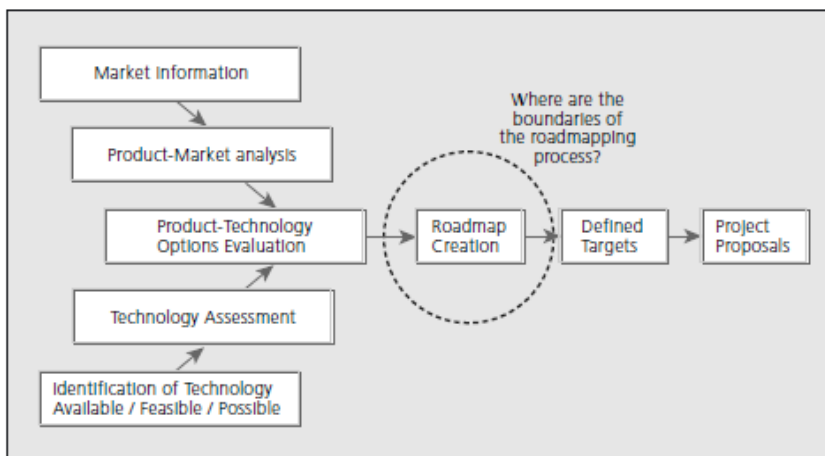 Market Information
Where are the
boundaries of
the roadmapping
process?
Product-Market analysis
Product-Technology
Options Evaluation
Roadmap
Creation
Defined
Targets
Project
Proposals
Technology Assessment
Identification of Technology
Available / Feasible / Possible